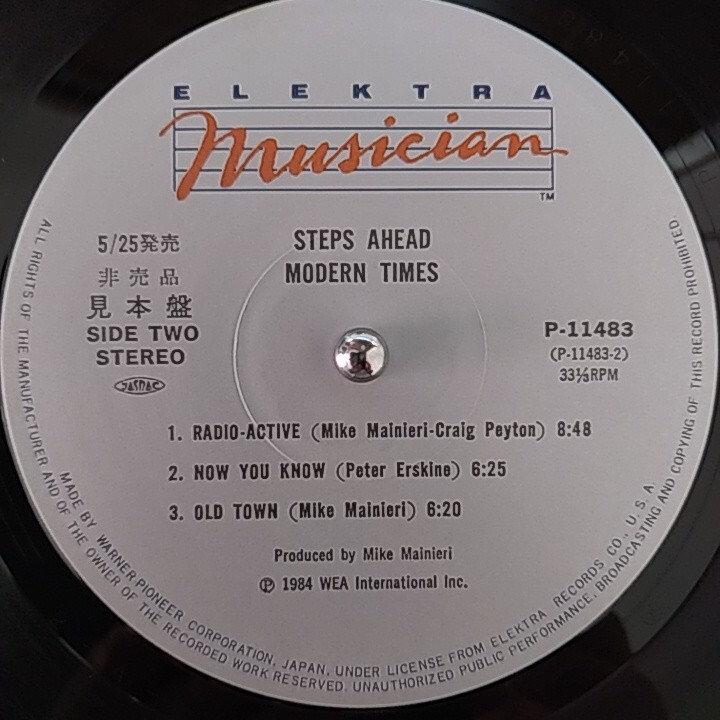 ELEKTRA
Musician
TM
5/25発売
非売品
見本盤
SIDE TWO
STEREO
JASRAC
STEPS AHEAD
MODERN TIMES
P-11483
(P-11483-2)
33⅓RPM
1. RADIO-ACTIVE (Mike Mainieri-Craig Peyton) 8:48
2. NOW YOU KNOW (Peter Erskine) 6:25
3. OLD TOWN (Mike Mainieri) 6:20
Produced by Mike Mainieri
Ⓟ 1984 WEA International Inc.
MADE BY WARNER-PIONEER CORPORATION, JAPAN, UNDER LICENSE FROM ELEKTRA RECORDS CO., U.S.A.
ALL RIGHTS OF THE MANUFACTURER AND OF THE OWNER OF THE RECORDED WORK RESERVED. UNAUTHORIZED PUBLIC PERFORMANCE, BROADCASTING AND COPYING OF THIS RECORD PROHIBITED.